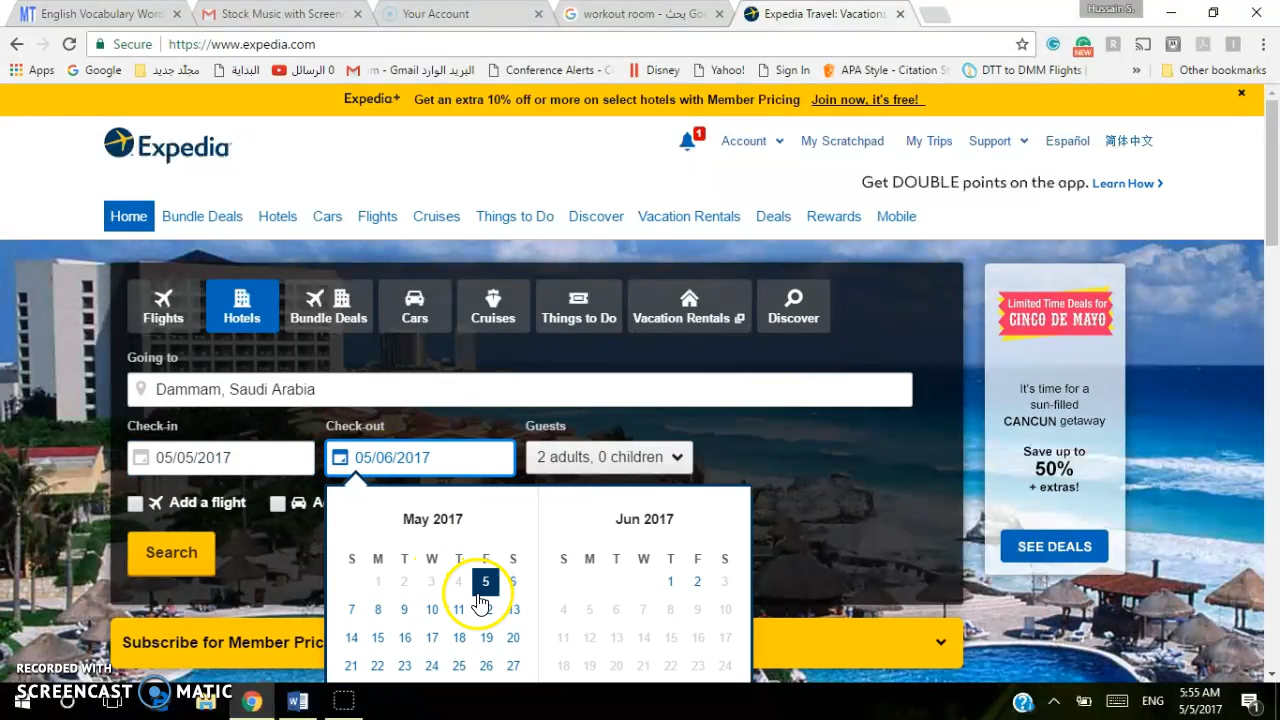 English Vocabulary Word
Stock Music with Screenc
Your Account
workout room - بحث Goo
Expedia Travel: Vacations
Hussain S.
Secure https://www.expedia.com
Apps Google مجلّد جديد البداية 0 الرسائل البريد الوارد - Gmail Conference Alerts - C Disney Yahoo! Sign In APA Style - Citation St DTT to DMM Flights | » Other bookmarks
Expedia+ Get an extra 10% off or more on select hotels with Member Pricing Join now, it's free!
Expedia
1 Account My Scratchpad My Trips Support Español 简体中文
Get DOUBLE points on the app. Learn How
Home Bundle Deals Hotels Cars Flights Cruises Things to Do Discover Vacation Rentals Deals Rewards Mobile
Flights Hotels Bundle Deals Cars Cruises Things to Do Vacation Rentals Discover
Going to
Dammam, Saudi Arabia
Check-in Check-out Guests
05/05/2017 05/06/2017 2 adults, 0 children
Add a flight
Search
May 2017 Jun 2017
S M T W T F S S M T W T F S
1 2 3 4 5 6 1 2 3
7 8 9 10 11 12 13 4 5 6 7 8 9 10
14 15 16 17 18 19 20 11 12 13 14 15 16 17
21 22 23 24 25 26 27 18 19 20 21 22 23 24
Subscribe for Member Pric
Limited Time Deals for
CINCO DE MAYO
It's time for a
sun-filled
CANCUN getaway
Save up to
50%
+ extras!
SEE DEALS
RECORDED WITH
SCREENCAST MATIC
ENG
5:55 AM
5/5/2017